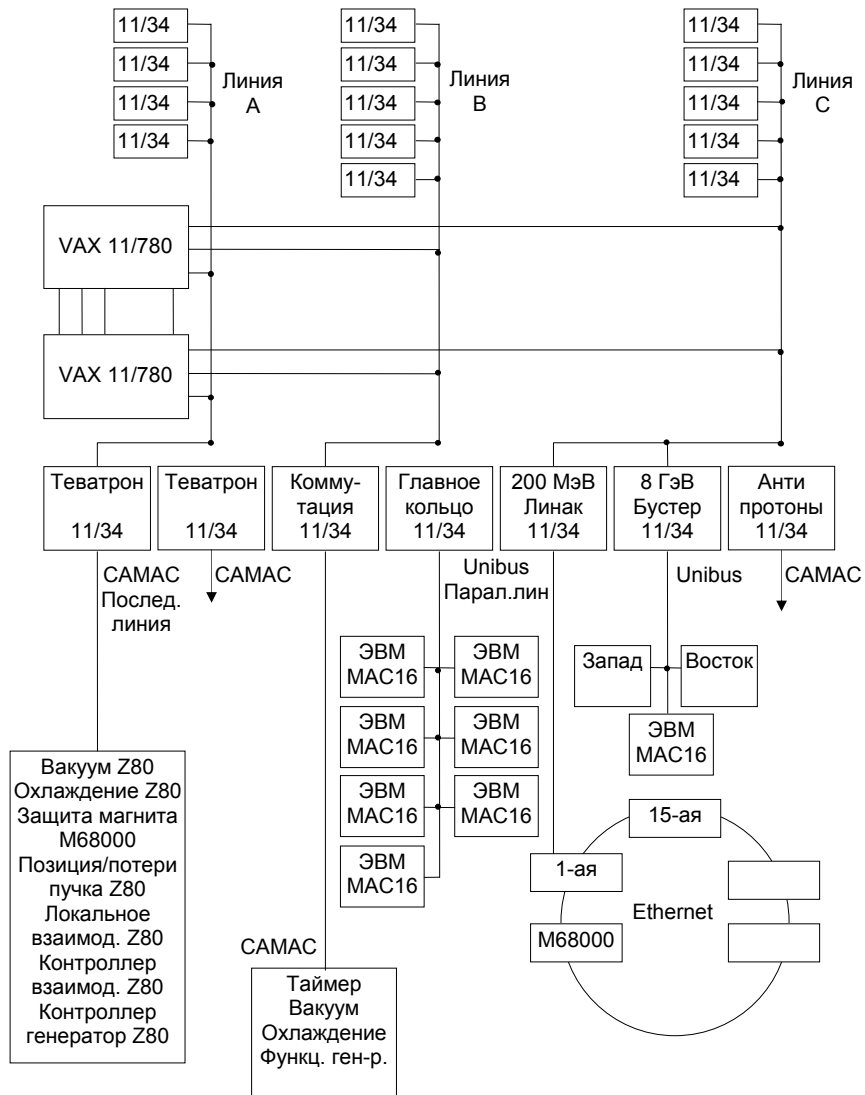 11/34
11/34
11/34
11/34
Линия
A
11/34
11/34
11/34
11/34
11/34
Линия
B
11/34
11/34
11/34
11/34
11/34
Линия
C
VAX 11/780
VAX 11/780
Теватрон
11/34
Теватрон
11/34
Комму-
тация
11/34
Главное
кольцо
11/34
200 МэВ
Линак
11/34
8 ГэВ
Бустер
11/34
Анти
протоны
11/34
САМАС
Послед.
линия
САМАС
Unibus
Парал.лин
Unibus
САМАС
ЭВМ
МАС16
ЭВМ
МАС16
ЭВМ
МАС16
ЭВМ
МАС16
ЭВМ
МАС16
ЭВМ
МАС16
ЭВМ
МАС16
Запад
Восток
ЭВМ
МАС16
Вакуум Z80
Охлаждение Z80
Защита магнита
М68000
Позиция/потери
пучка Z80
Локальное
взаимод. Z80
Контроллер
взаимод. Z80
Контроллер
генератор Z80
САМАС
Таймер
Вакуум
Охлаждение
Функц. ген-р.
15-ая
1-ая
Ethernet
М68000